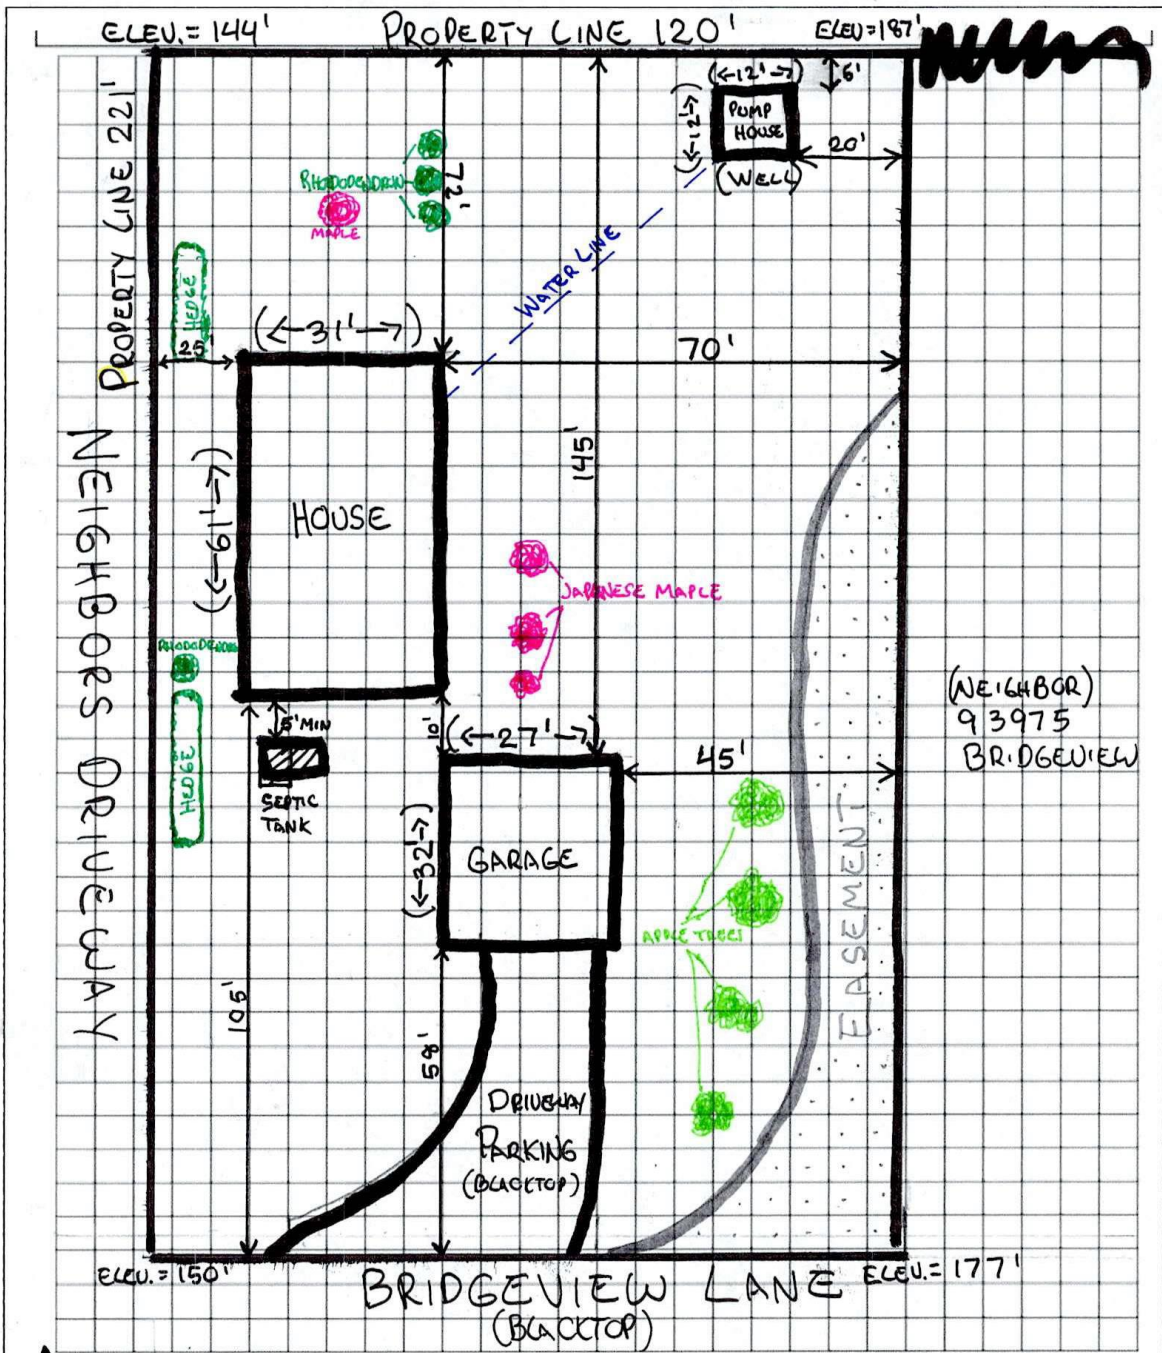 ELEV. = 144'
PROPERTY LINE 120'
ELEV = 187'
PROPERTY LINE 221'
(←12'→)
6'
(←12'→)
PUMP
HOUSE
20'
(WELL)
RHODODENDRON
72'
MAPLE
WATER LINE
HEDGE
25'
(←31'→)
70'
145'
NEIGHBORS DRIVEWAY
(←61'→)
HOUSE
JAPANESE MAPLE
RHODODENDRON
(NEIGHBOR)
93975
BRIDGEVIEW
5' MIN
10'
(←27'→)
45'
HEDGE
SEPTIC
TANK
(←32'→)
GARAGE
EASEMENT
APPLE TREES
105'
58'
DRIVEWAY
PARKING
(BLACKTOP)
ELEV. = 150'
BRIDGEVIEW LANE
ELEV. = 177'
(BLACKTOP)